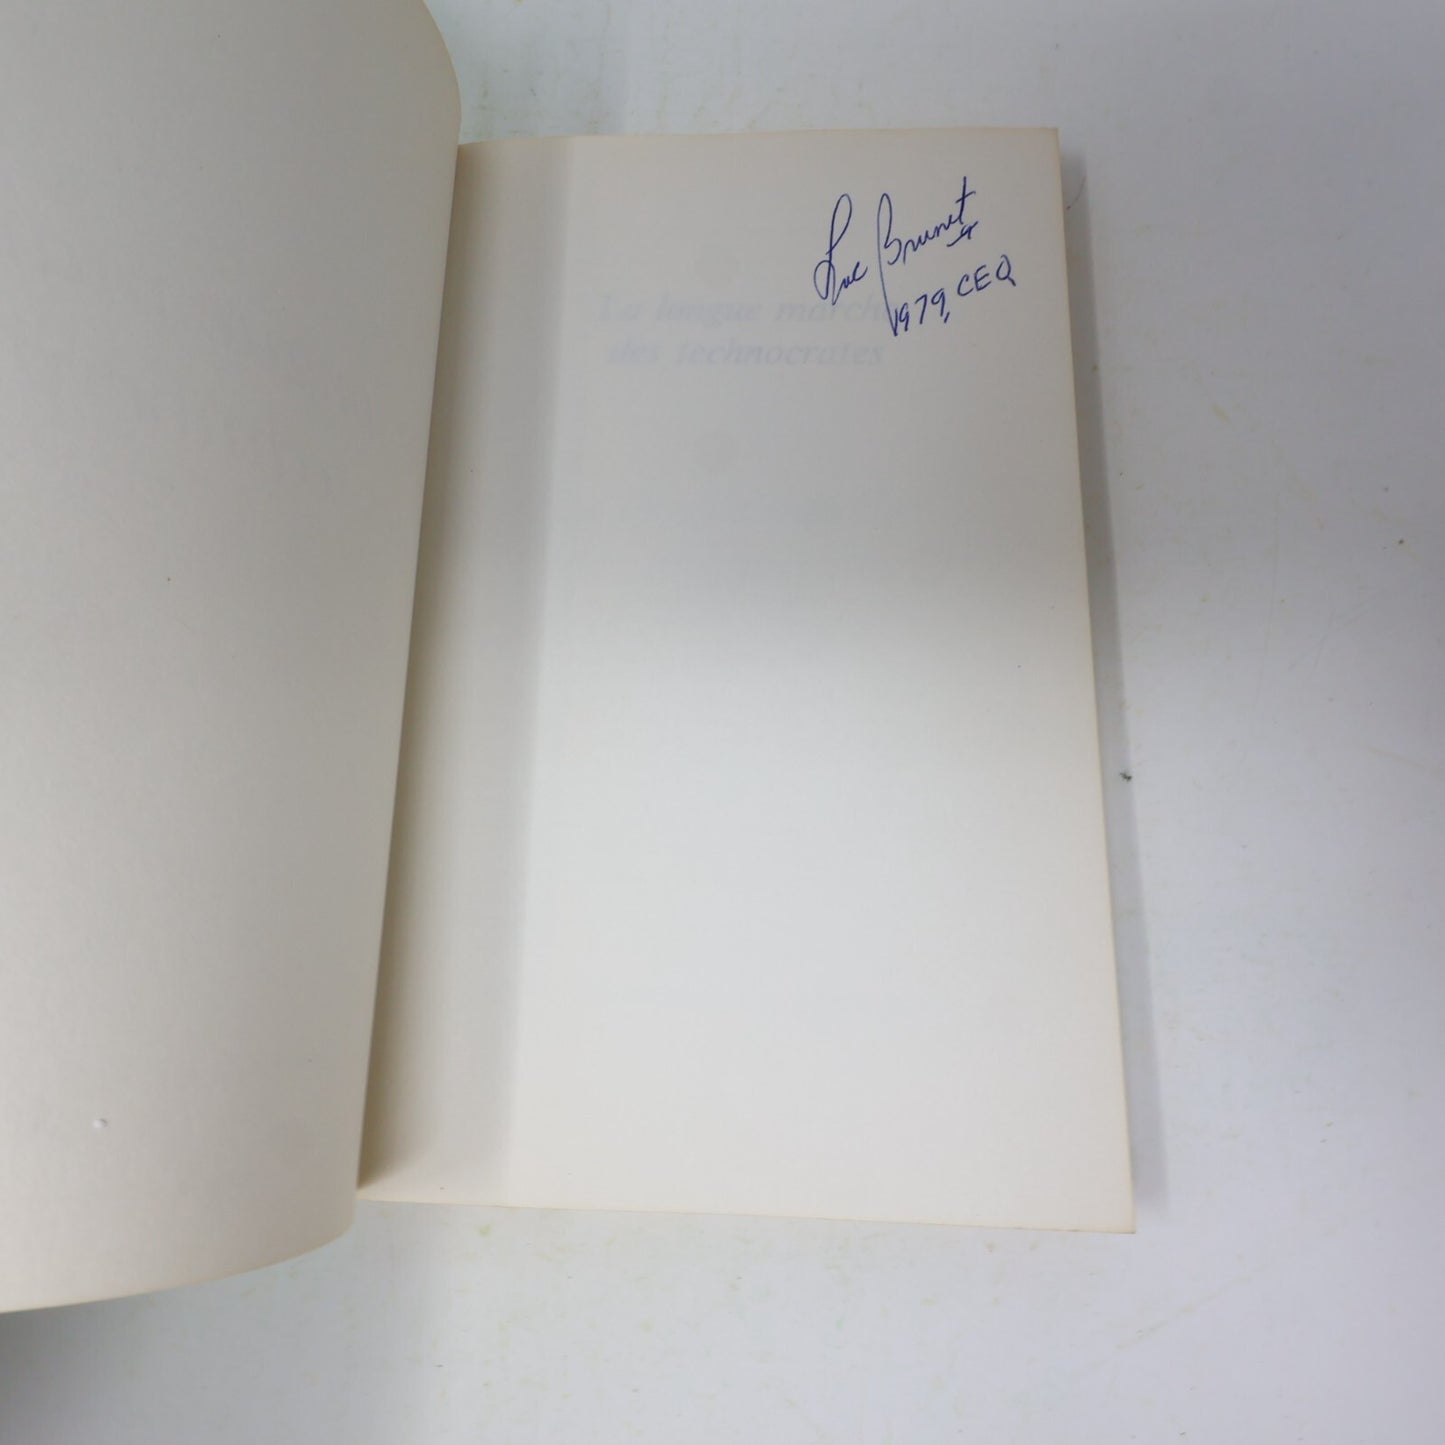 Luc Brunet
1979, CEQ
La longue marche
des technocrates